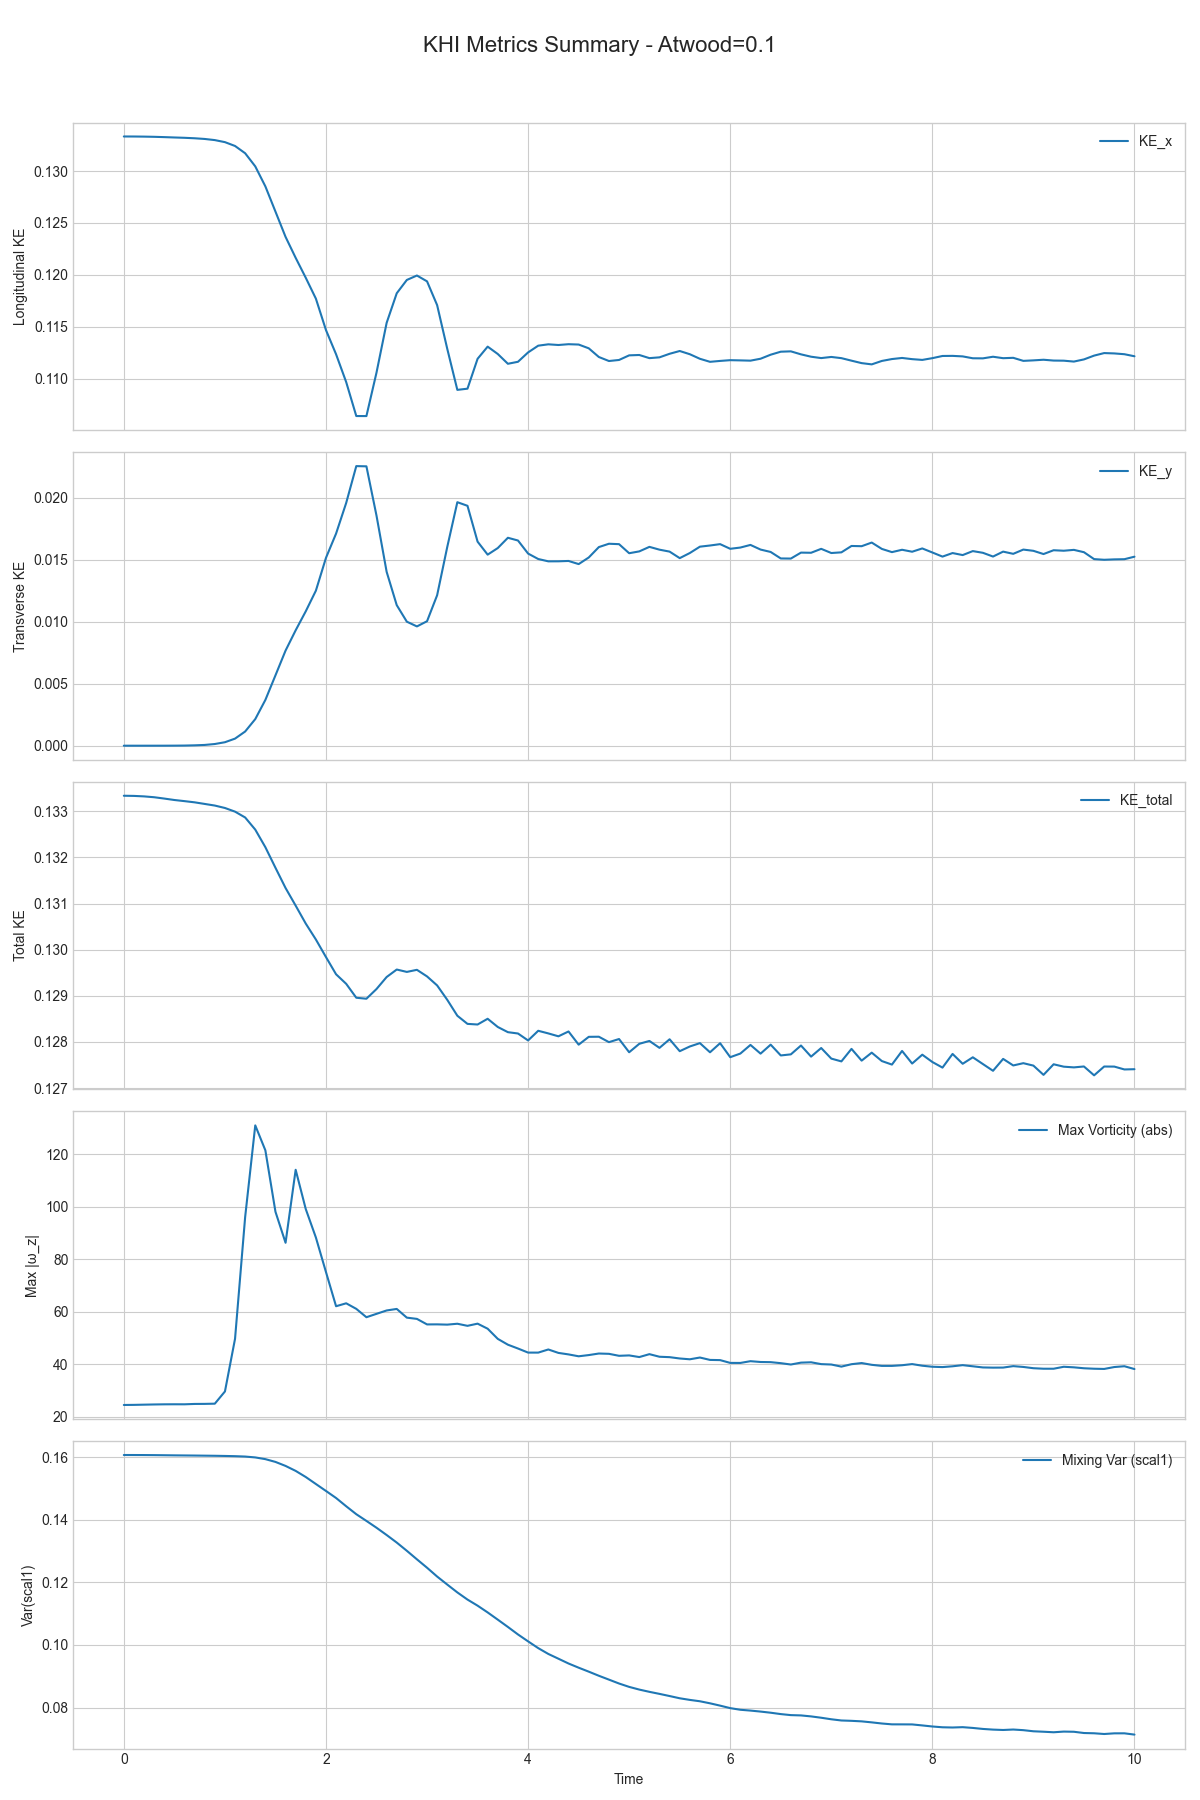 KHI Metrics Summary - Atwood=0.1
KE_x
0.130
0.125
0.120
0.115
0.110
Longitudinal KE
KE_y
0.020
0.015
0.010
0.005
0.000
Transverse KE
KE_total
0.133
0.132
0.131
0.130
0.129
0.128
0.127
Total KE
Max Vorticity (abs)
120
100
80
60
40
20
Max |ω_z|
Mixing Var (scal1)
0.16
0.14
0.12
0.10
0.08
Var(scal1)
0 2 4 6 8 10
Time